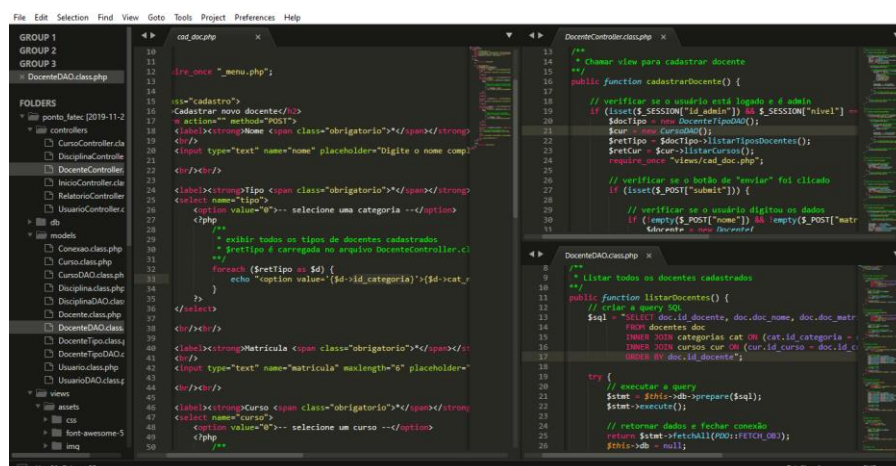 File Edit Selection Find View Goto Tools Project Preferences Help
GROUP 1
GROUP 2
GROUP 3
× DocenteDAO.class.php
FOLDERS
ponto_fatec [2019-11-2
controllers
CursoController.cla
DisciplinaControlle
DocenteController.
InicioController.cla
RelatorioController
UsuarioController.c
db
models
Conexao.class.php
Curso.class.php
CursoDAO.class.ph
Disciplina.class.php
DisciplinaDAO.clas
Docente.class.php
DocenteDAO.class.
DocenteTipo.class.p
DocenteTipoDAO.c
Usuario.class.php
UsuarioDAO.class.p
views
assets
css
font-awesome-5
img
cad_doc.php ×
10
11
12 ire_once "_menu.php";
13
14
15 ss="cadastro">
16 Cadastrar novo docente</h2>
17 m action="" method="POST">
18 <label><strong>Nome <span class="obrigatorio">*</span></strong>
19 <br/>
20 <input type="text" name="nome" placeholder="Digite o nome compl
21
22 <br/><br/>
23
24 <label><strong>Tipo <span class="obrigatorio">*</span></strong>
25 <select name="tipo">
26 <option value="0">-- selecione uma categoria --</option>
27 <?php
28 /**
29 * exibir todos os tipos de docentes cadastrados
30 * $retTipo é carregada no arquivo DocenteController.cl
31 **/
32 foreach ($retTipo as $d) {
33 echo "<option value='{$d->id_categoria}'>{$d->cat_n
34 }
35 ?>
36 </select>
37
38 <br/><br/>
39
40 <label><strong>Matrícula <span class="obrigatorio">*</span></st
41 <br/>
42 <input type="text" name="matricula" maxlength="6" placeholder="
43
44 <br/><br/>
45
46 <label><strong>Curso <span class="obrigatorio">*</span></strong
47 <select name="curso">
48 <option value="0">-- selecione um curso --</option>
49 <?php
50 /**
DocenteController.class.php ×
13 /**
14 * Chamar view para cadastrar docente
15 **/
16 public function cadastrarDocente() {
17
18 // verificar se o usuário está logado e é admin
19 if (isset($_SESSION["id_admin"]) && $_SESSION["nivel"] ==
20 $docTipo = new DocenteTipoDAO();
21 $cur = new CursoDAO();
22 $retTipo = $docTipo->listarTiposDocentes();
23 $retCur = $cur->listarCursos();
24 require_once "views/cad_doc.php";
25
26 // verificar se o botão de "enviar" foi clicado
27 if (isset($_POST["submit"])) {
28
29 // verificar se o usuário digitou os dados
30 if (!empty($_POST["nome"]) && !empty($_POST["matr
31 $docente = new Docente(
DocenteDAO.class.php ×
8 /**
9 * Listar todos os docentes cadastrados
10 **/
11 public function listarDocentes() {
12 // criar a query SQL
13 $sql = "SELECT doc.id_docente, doc.doc_nome, doc.doc_matr
14 FROM docentes doc
15 INNER JOIN categorias cat ON (cat.id_categoria =
16 INNER JOIN cursos cur ON (cur.id_curso = doc.id_c
17 ORDER BY doc.id_docente";
18
19 try {
20 // executar a query
21 $stmt = $this->db->prepare($sql);
22 $stmt->execute();
23
24 // retornar dados e fechar conexão
25 return $stmt->fetchAll(PDO::FETCH_OBJ);
26 $this->db = null;